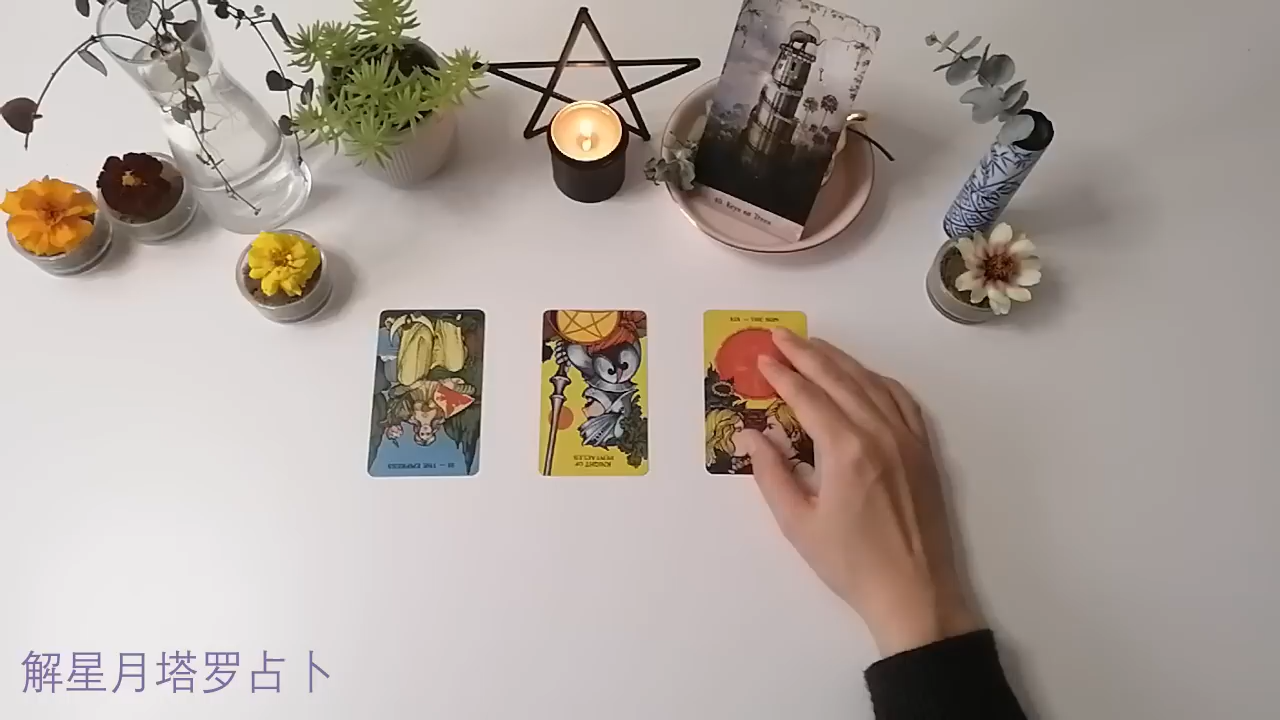 III — THE EMPRESS
KNIGHT OF
PENTACLES
XIX — THE SUN
解星月塔罗占卜